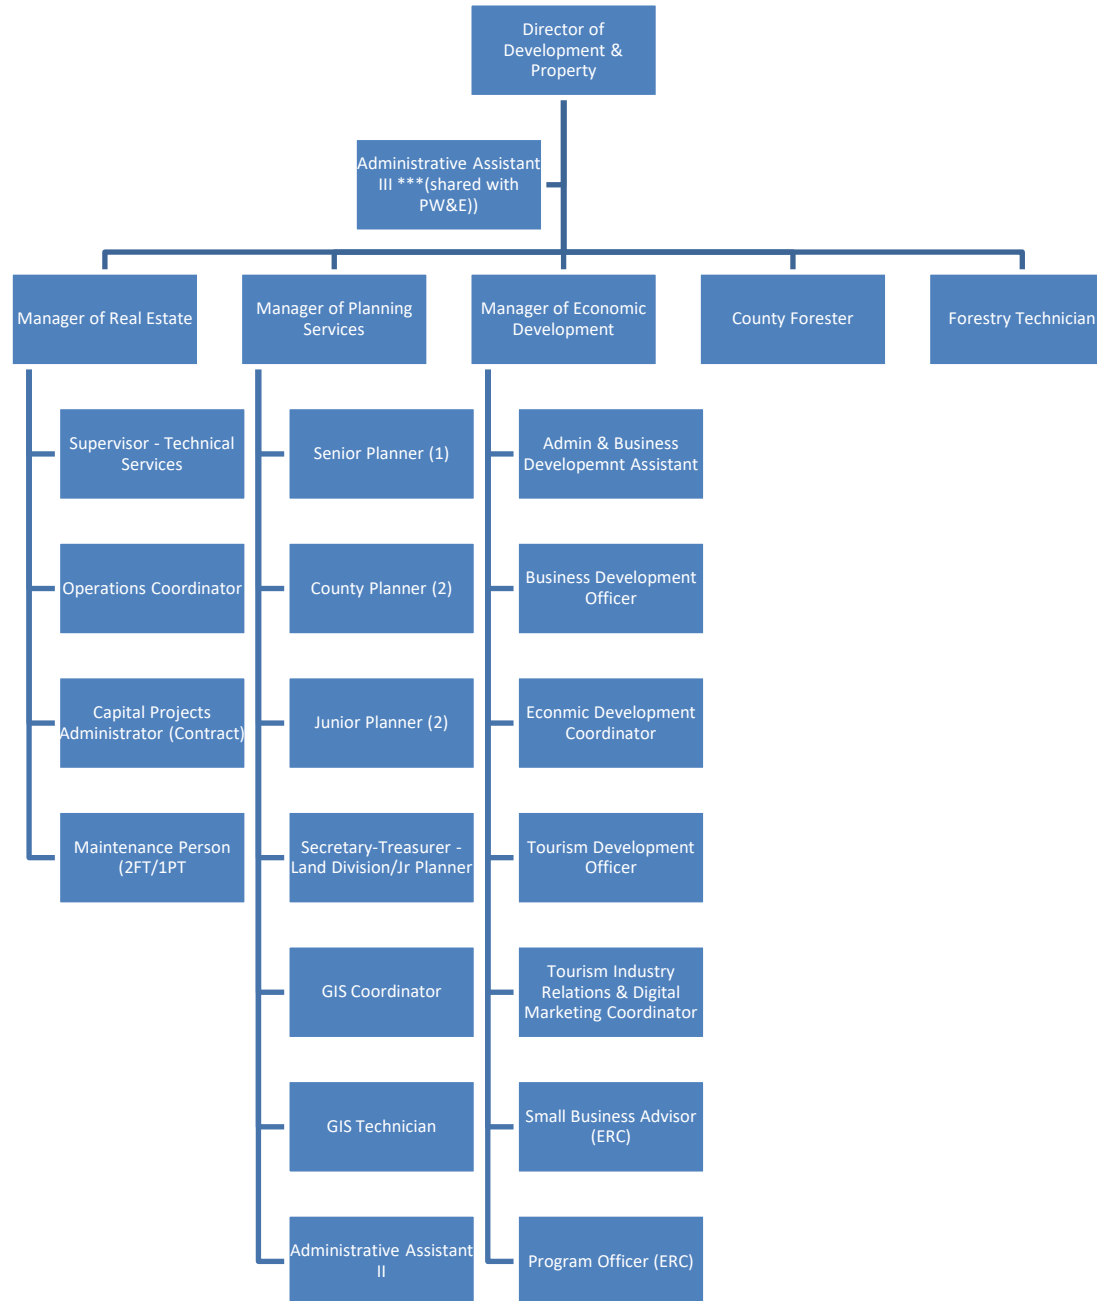 Director of
Development &
Property
Administrative Assistant
III ***(shared with
PW&E))
Manager of Real Estate
Manager of Planning
Services
Manager of Economic
Development
County Forester
Forestry Technician
Supervisor - Technical
Services
Senior Planner (1)
Admin & Business
Developemnt Assistant
Operations Coordinator
County Planner (2)
Business Development
Officer
Capital Projects
Administrator (Contract)
Junior Planner (2)
Econmic Development
Coordinator
Maintenance Person
(2FT/1PT
Secretary-Treasurer -
Land Division/Jr Planner
Tourism Development
Officer
GIS Coordinator
Tourism Industry
Relations & Digital
Marketing Coordinator
GIS Technician
Small Business Advisor
(ERC)
Administrative Assistant
II
Program Officer (ERC)